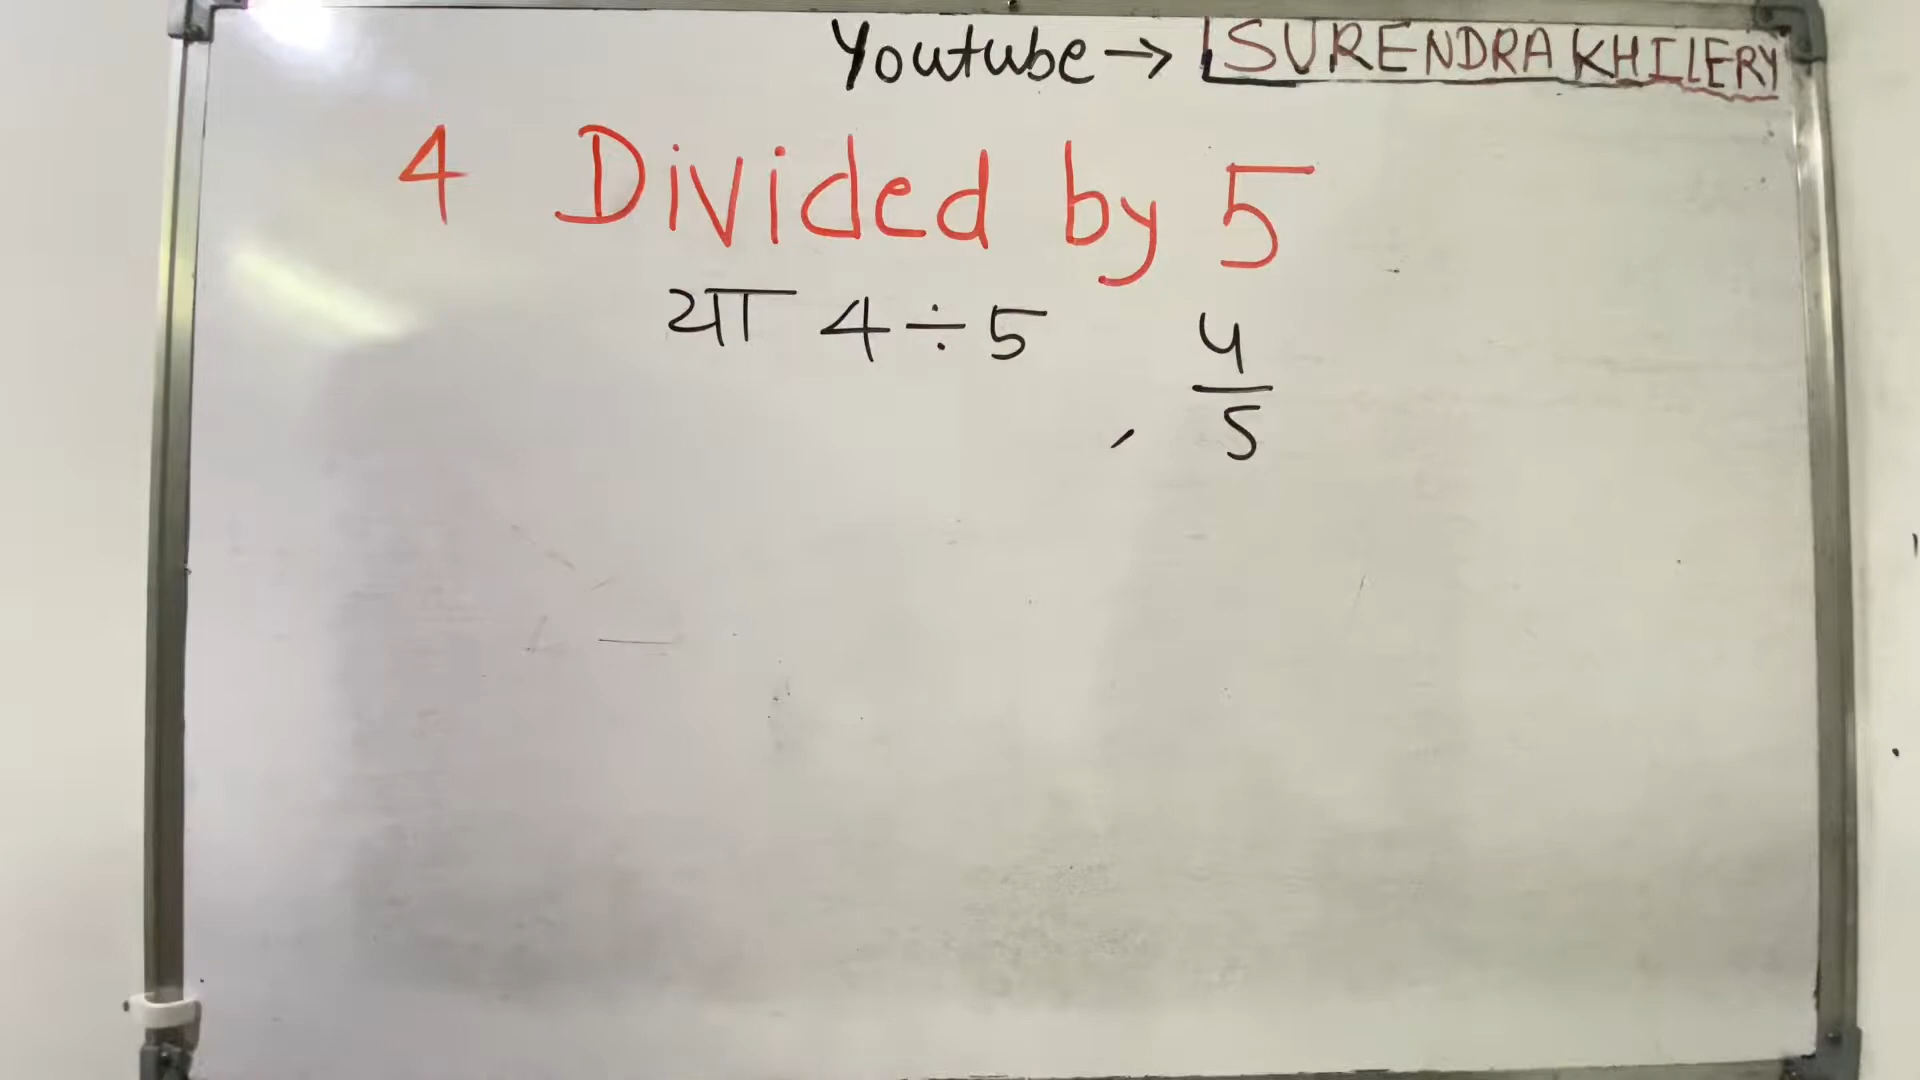 Youtube → SURENDRA KHILERY
4 Divided by 5
या 4÷5 , 4/5